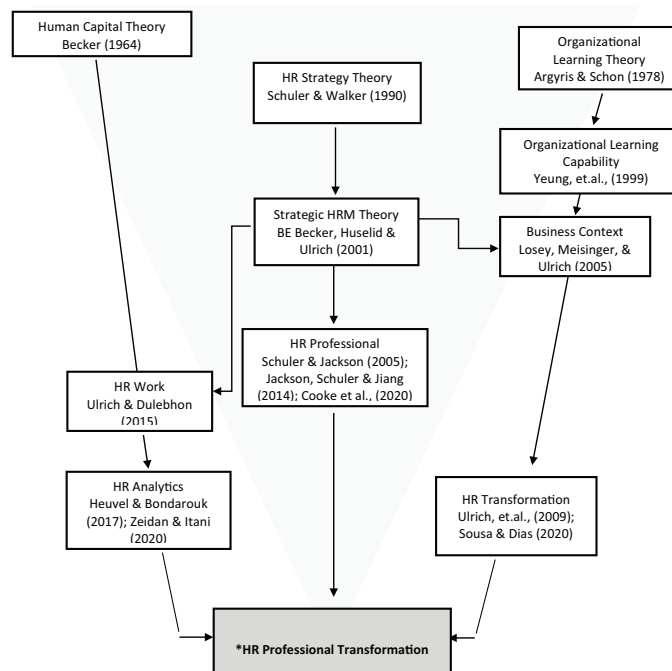 Human Capital Theory
Becker (1964)
Organizational
Learning Theory
Argyris & Schon (1978)
HR Strategy Theory
Schuler & Walker (1990)
Organizational Learning
Capability
Yeung, et.al., (1999)
Strategic HRM Theory
BE Becker, Huselid &
Ulrich (2001)
Business Context
Losey, Meisinger, &
Ulrich (2005)
HR Professional
Schuler & Jackson (2005);
Jackson, Schuler & Jiang
(2014); Cooke et al., (2020)
HR Work
Ulrich & Dulebhon
(2015)
HR Analytics
Heuvel & Bondarouk
(2017); Zeidan & Itani
(2020)
HR Transformation
Ulrich, et.al., (2009);
Sousa & Dias (2020)
*HR Professional Transformation